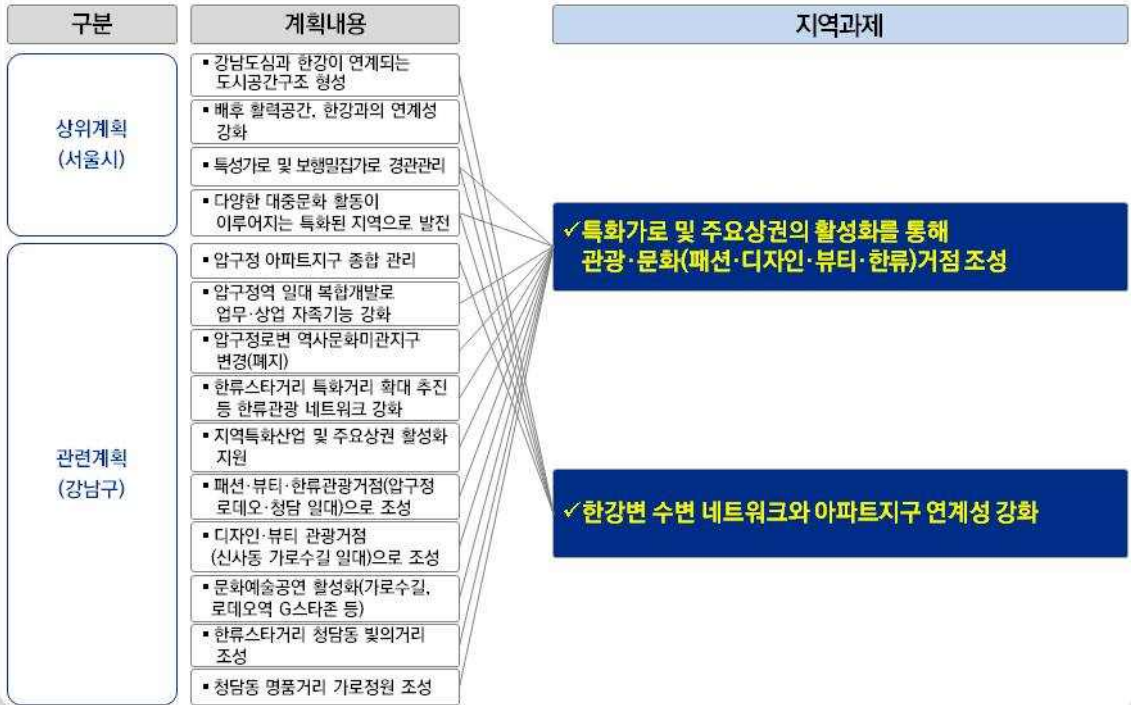 구분
계획내용
지역과제
상위계획
(서울시)
▪ 강남도심과 한강이 연계되는
도시공간구조 형성
▪ 배후 활력공간, 한강과의 연계성
강화
▪ 특성가로 및 보행밀집가로 경관관리
▪ 다양한 대중문화 활동이
이루어지는 특화된 지역으로 발전
관련계획
(강남구)
▪ 압구정 아파트지구 종합 관리
▪ 압구정역 일대 복합개발로
업무·상업 자족기능 강화
▪ 압구정로변 역사문화미관지구
변경(폐지)
▪ 한류스타거리 특화거리 확대 추진
등 한류관광 네트워크 강화
▪ 지역특화산업 및 주요상권 활성화
지원
▪ 패션·뷰티·한류관광거점(압구정
로데오·청담 일대)으로 조성
▪ 디자인·뷰티 관광거점
(신사동 가로수길 일대)으로 조성
▪ 문화예술공연 활성화(가로수길,
로데오역 G스타존 등)
▪ 한류스타거리 청담동 빛의거리
조성
▪ 청담동 명품거리 가로정원 조성
✓특화가로 및 주요상권의 활성화를 통해
관광·문화(패션·디자인·뷰티·한류)거점 조성
✓한강변 수변 네트워크와 아파트지구 연계성 강화